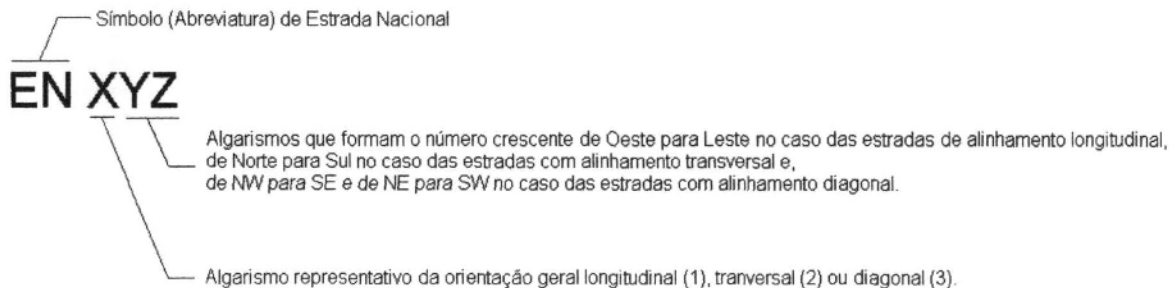 Símbolo (Abreviatura) de Estrada Nacional
EN XYZ
Algarismos que formam o número crescente de Oeste para Leste no caso das estradas de alinhamento longitudinal,
de Norte para Sul no caso das estradas com alinhamento transversal e,
de NW para SE e de NE para SW no caso das estradas com alinhamento diagonal.
Algarismo representativo da orientação geral longitudinal (1), tranversal (2) ou diagonal (3).